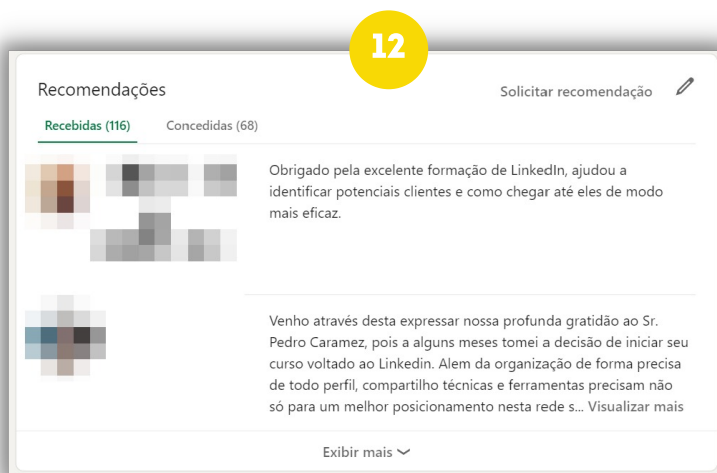 12
Recomendações
Solicitar recomendação
Recebidas (116)
Concedidas (68)
Obrigado pela excelente formação de LinkedIn, ajudou a
identificar potenciais clientes e como chegar até eles de modo
mais eficaz.
Venho através desta expressar nossa profunda gratidão ao Sr.
Pedro Caramez, pois a alguns meses tomei a decisão de iniciar seu
curso voltado ao Linkedin. Alem da organização de forma precisa
de todo perfil, compartilho técnicas e ferramentas precisam não
só para um melhor posicionamento nesta rede s... Visualizar mais
Exibir mais